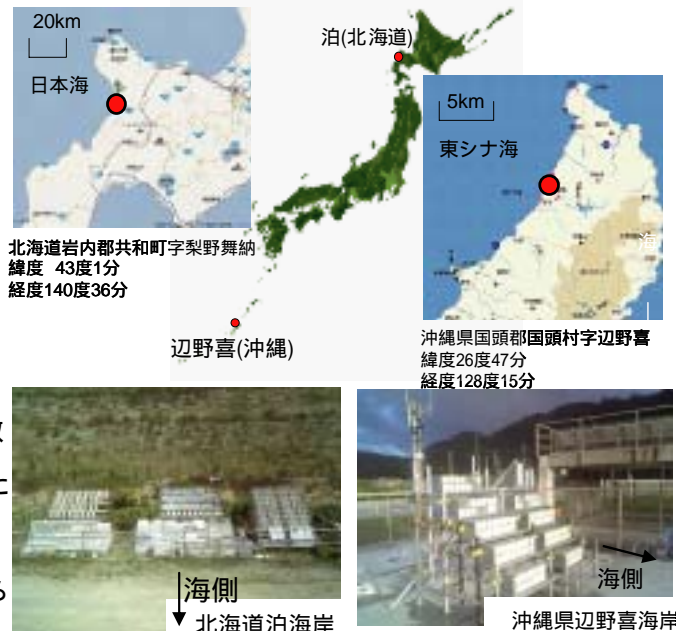 20km
日本海
泊(北海道)
5km
東シナ海
海
北海道岩内郡共和町字梨野舞納
緯度 43度1分
経度140度36分
辺野喜(沖縄)
沖縄県国頭郡国頭村字辺野喜
緯度26度47分
経度128度15分
に
海側
北海道泊海岸
海側
沖縄県辺野喜海岸